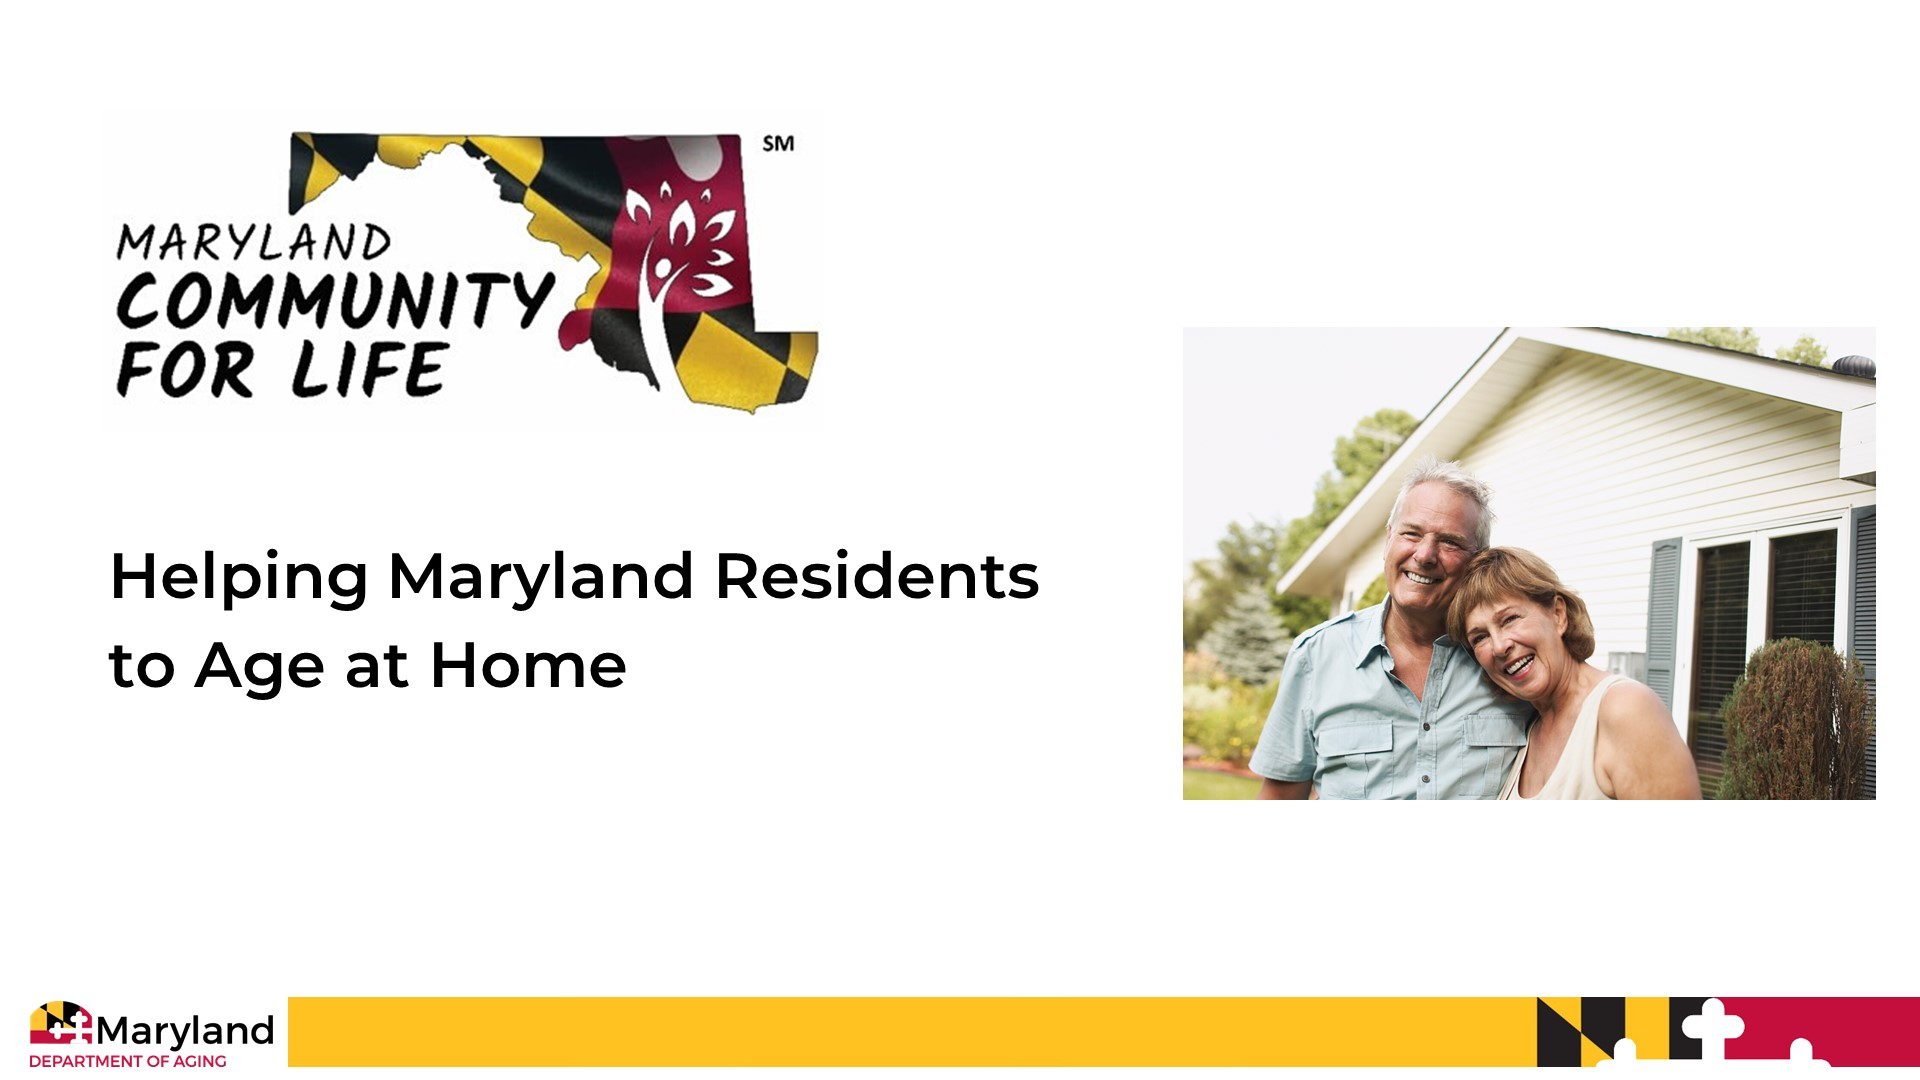 SM
MARYLAND
COMMUNITY
FOR LIFE
Helping Maryland Residents
to Age at Home
Maryland
DEPARTMENT OF AGING